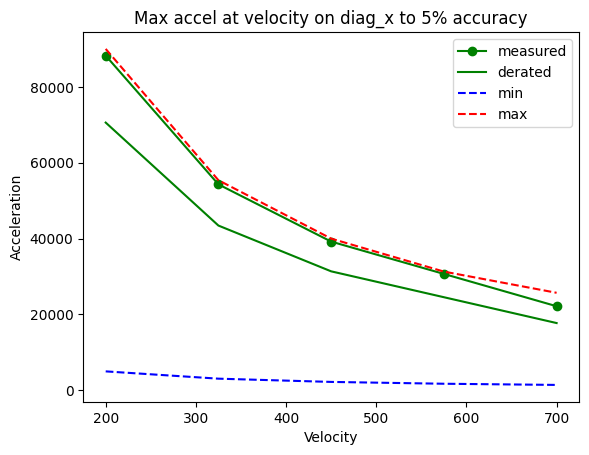 Max accel at velocity on diag_x to 5% accuracy
measured
derated
min
max
80000
60000
40000
20000
0
Acceleration
200
300
400
500
600
700
Velocity